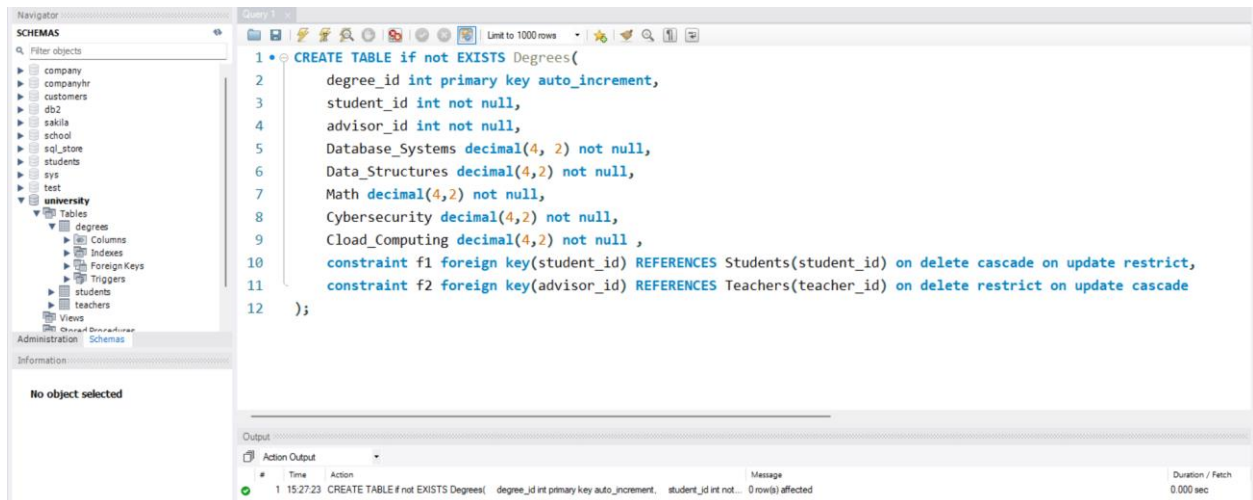 Navigator
SCHEMAS
Filter objects
company
companyhr
customers
db2
sakila
school
sql_store
students
sys
test
university
Tables
degrees
Columns
Indexes
Foreign Keys
Triggers
students
teachers
Views
Stored Procedures
Administration Schemas
Information
No object selected
Query 1
Limit to 1000 rows
1 CREATE TABLE if not EXISTS Degrees(
2 degree_id int primary key auto_increment,
3 student_id int not null,
4 advisor_id int not null,
5 Database_Systems decimal(4, 2) not null,
6 Data_Structures decimal(4,2) not null,
7 Math decimal(4,2) not null,
8 Cybersecurity decimal(4,2) not null,
9 Cload_Computing decimal(4,2) not null ,
10 constraint f1 foreign key(student_id) REFERENCES Students(student_id) on delete cascade on update restrict,
11 constraint f2 foreign key(advisor_id) REFERENCES Teachers(teacher_id) on delete restrict on update cascade
12 );
Output
Action Output
# Time Action Message Duration / Fetch
1 15:27:23 CREATE TABLE if not EXISTS Degrees( degree_id int primary key auto_increment, student_id int not... 0 row(s) affected 0.000 sec